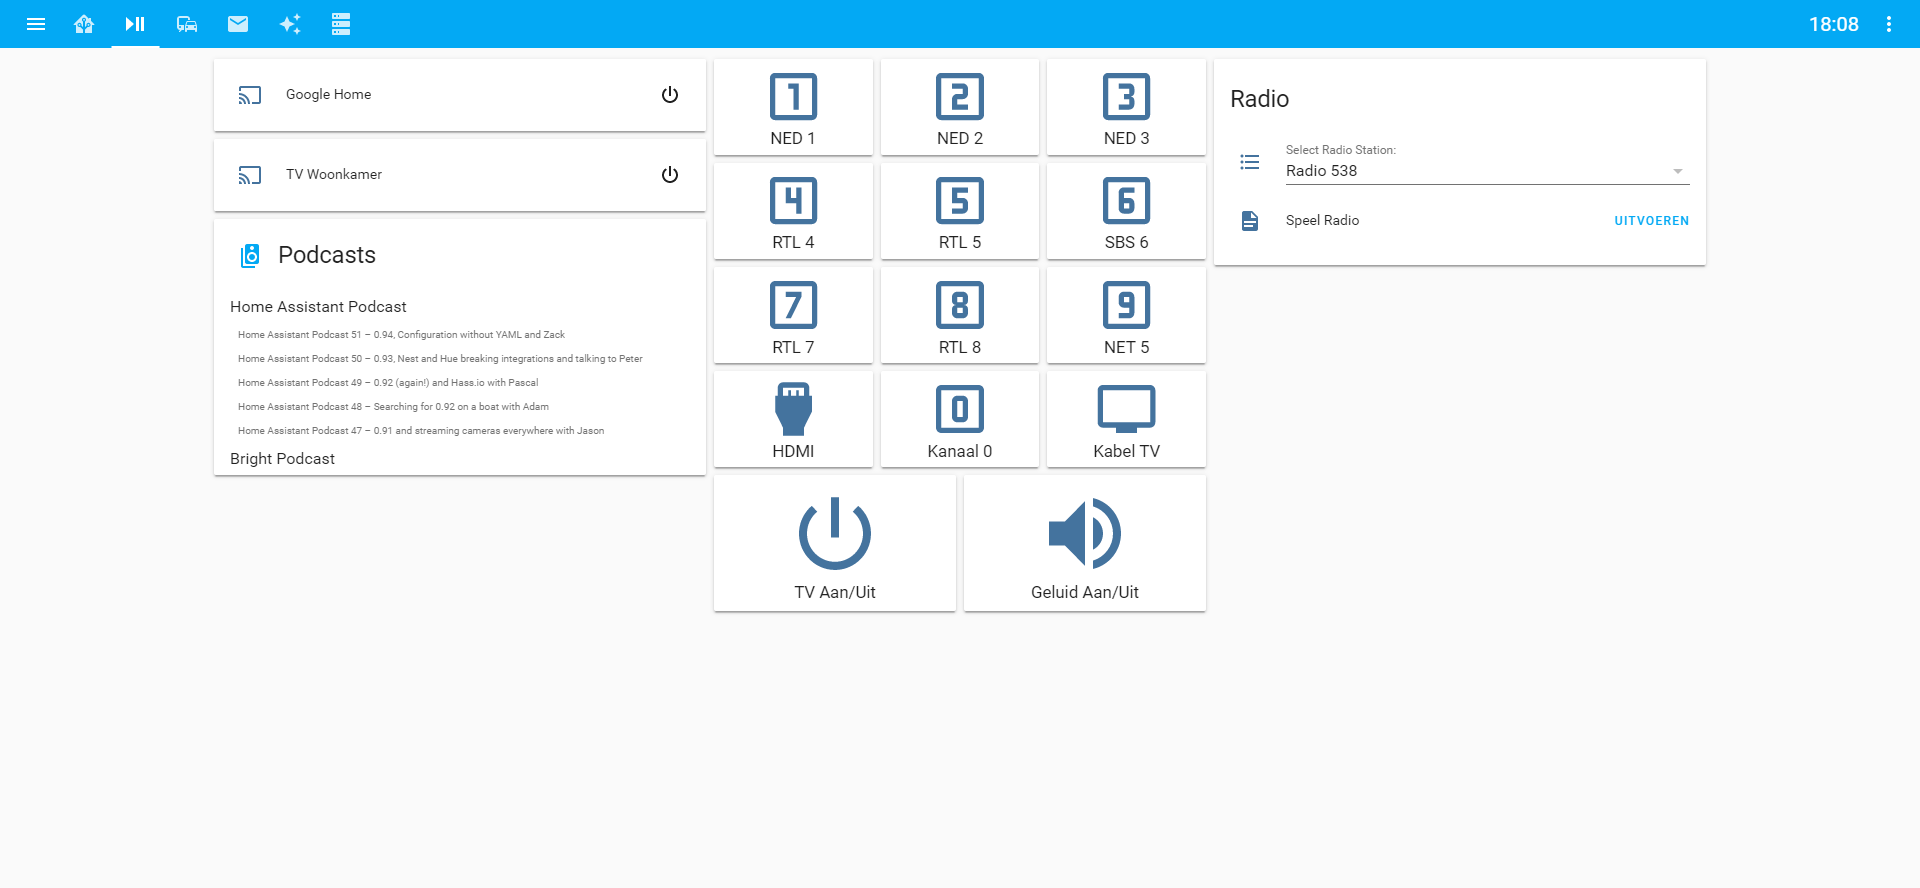 18:08
Google Home
TV Woonkamer
Podcasts
Home Assistant Podcast
Home Assistant Podcast 51 – 0.94, Configuration without YAML and Zack
Home Assistant Podcast 50 – 0.93, Nest and Hue breaking integrations and talking to Peter
Home Assistant Podcast 49 – 0.92 (again!) and Hass.io with Pascal
Home Assistant Podcast 48 – Searching for 0.92 on a boat with Adam
Home Assistant Podcast 47 – 0.91 and streaming cameras everywhere with Jason
Bright Podcast
1 2 3
NED 1 NED 2 NED 3
4 5 6
RTL 4 RTL 5 SBS 6
7 8 9
RTL 7 RTL 8 NET 5
0
HDMI Kanaal 0 Kabel TV
TV Aan/Uit Geluid Aan/Uit
Radio
Select Radio Station:
Radio 538
Speel Radio UITVOEREN